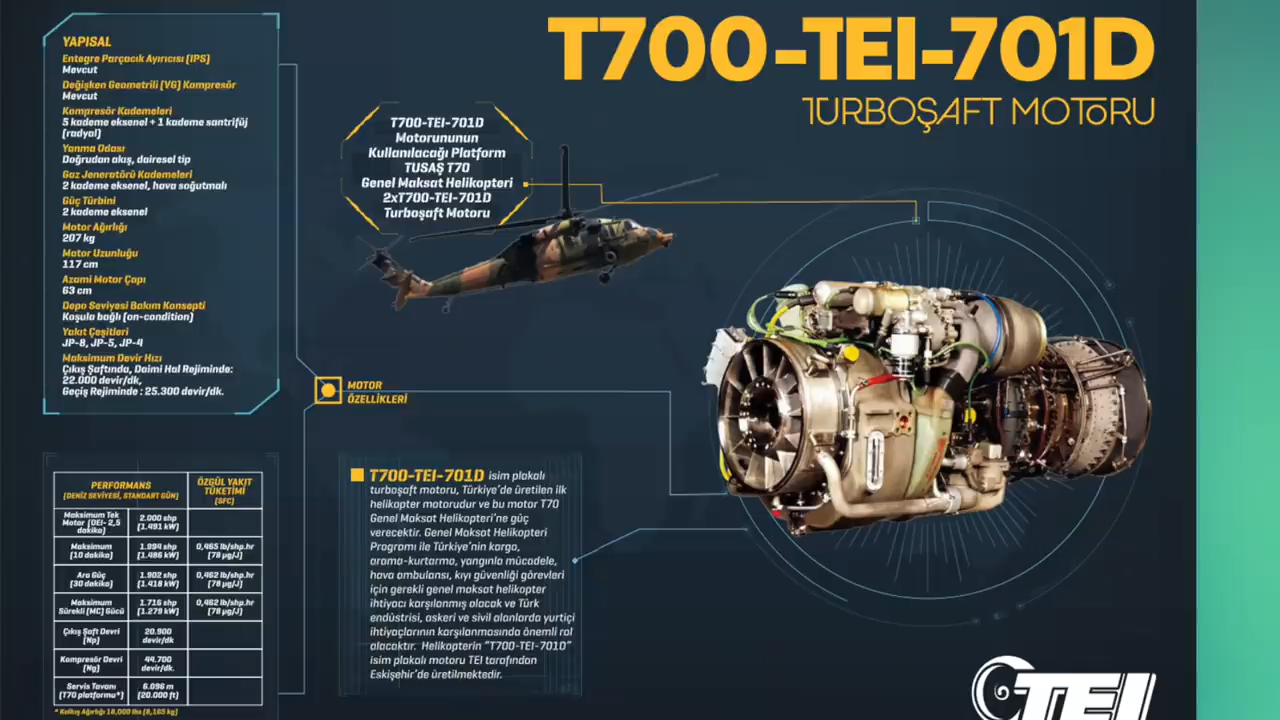 T700-TEI-701D
TURBOŞAFT MOTORU
YAPISAL
Entegre Parçacık Ayırıcısı (IPS)
Mevcut
Değişken Geometrili (VG) Kompresör
Mevcut
Kompresör Kademeleri
5 kademe eksenel + 1 kademe santrifüj
(radyal)
Yanma Odası
Doğrudan akış, dairesel tip
Gaz Jeneratörü Kademeleri
2 kademe eksenel, hava soğutmalı
Güç Türbini
2 kademe eksenel
Motor Ağırlığı
207 kg
Motor Uzunluğu
117 cm
Azami Motor Çapı
63 cm
Depo Seviyesi Bakım Konsepti
Koşula bağlı (on-condition)
Yakıt Çeşitleri
JP-8, JP-5, JP-4
Maksimum Devir Hızı
Çıkış Şaftında, Daimi Hal Rejiminde:
22.000 devir/dk,
Geçiş Rejiminde : 25.300 devir/dk.
T700-TEI-701D
Motorununun
Kullanılacağı Platform
TUSAŞ T70
Genel Maksat Helikopteri
2xT700-TEI-701D
Turboşaft Motoru
MOTOR
ÖZELLİKLERİ
PERFORMANS
(DENİZ SEVİYESİ, STANDART GÜN)
ÖZGÜL YAKIT
TÜKETİMİ
(SFC)
Maksimum Tek
Motor (OEI- 2,5
dakika)
2.000 shp
(1.491 kW)
Maksimum
(10 dakika)
1.994 shp
(1.486 kW)
0,465 lb/shp.hr
(78 µg/J)
Ara Güç
(30 dakika)
1.902 shp
(1.418 kW)
0,462 lb/shp.hr
(78 µg/J)
Maksimum
Sürekli (MC) Gücü
1.716 shp
(1.279 kW)
0,462 lb/shp.hr
(78 µg/J)
Çıkış Şaft Devri
(Np)
20.900
devir/dk
Kompresör Devri
(Ng)
44.700
devir/dk.
Servis Tavanı
(T70 platformu*)
6.096 m
(20.000 ft)
* Kalkış Ağırlığı 18,000 lbs (8,165 kg)
T700-TEI-701D isim plakalı
turboşaft motoru, Türkiye'de üretilen ilk
helikopter motorudur ve bu motor T70
Genel Maksat Helikopteri'ne güç
verecektir. Genel Maksat Helikopteri
Programı ile Türkiye'nin kargo,
arama-kurtarma, yangınla mücadele,
hava ambulansı, kıyı güvenliği görevleri
için gerekli genel maksat helikopter
ihtiyacı karşılanmış olacak ve Türk
endüstrisi, askeri ve sivil alanlarda yurtiçi
ihtiyaçlarının karşılanmasında önemli rol
alacaktır. Helikopterin "T700-TEI-701D"
isim plakalı motoru TEI tarafından
Eskişehir'de üretilmektedir.
TEI